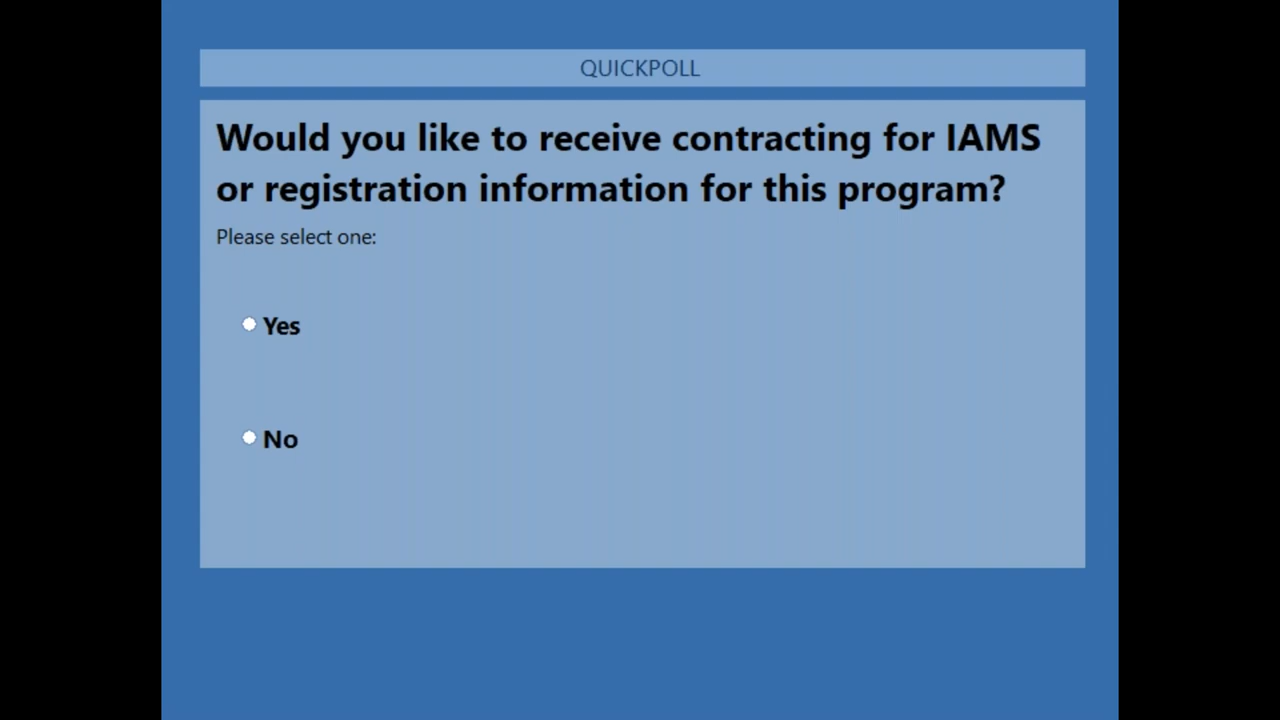 QUICKPOLL
Would you like to receive contracting for IAMS
or registration information for this program?
Please select one:
Yes
No